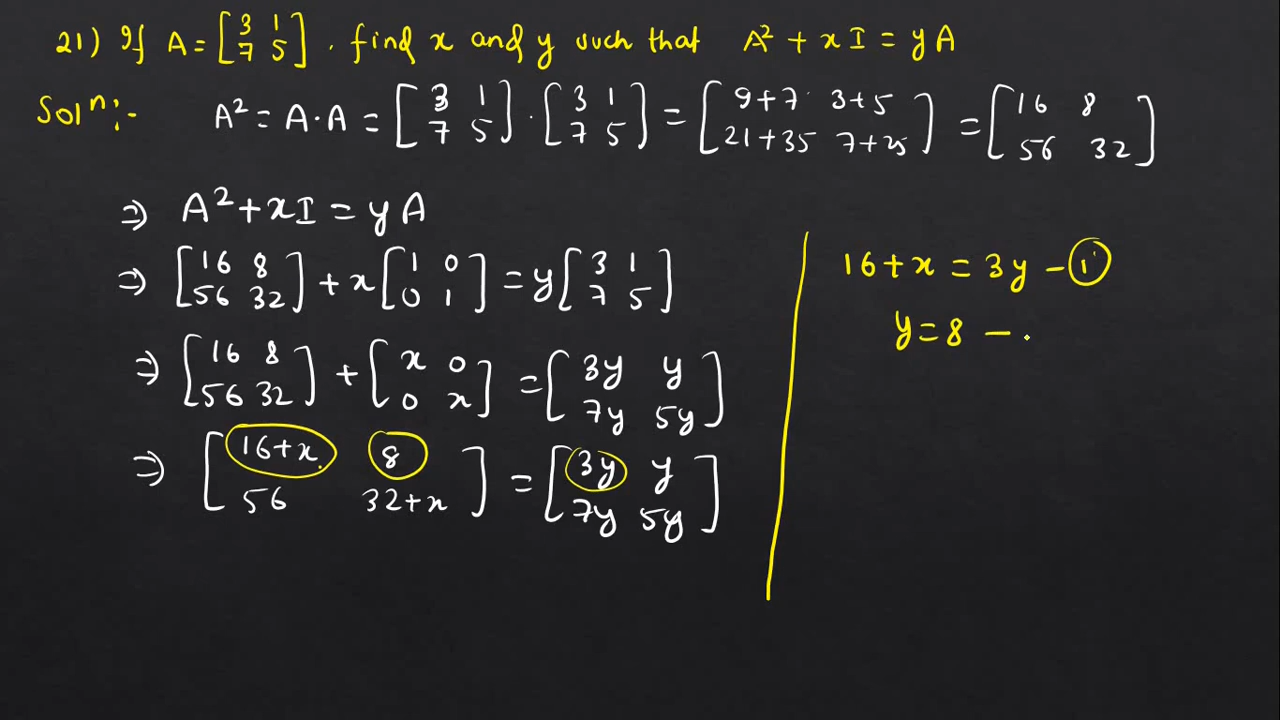 21) If A = [3 1 7 5] . find x and y such that A² + x I = y A
Solⁿ:- A² = A·A = [3 1 7 5] · [3 1 7 5] = [9+7 3+5 21+35 7+25] = [16 8 56 32]
⇒ A² + xI = y A
⇒ [16 8 56 32] + x [1 0 0 1] = y [3 1 7 5]
⇒ [16 8 56 32] + [x 0 0 x] = [3y y 7y 5y]
⇒ [16+x 8 56 32+x] = [3y y 7y 5y]
16 + x = 3y - ①
y = 8 -